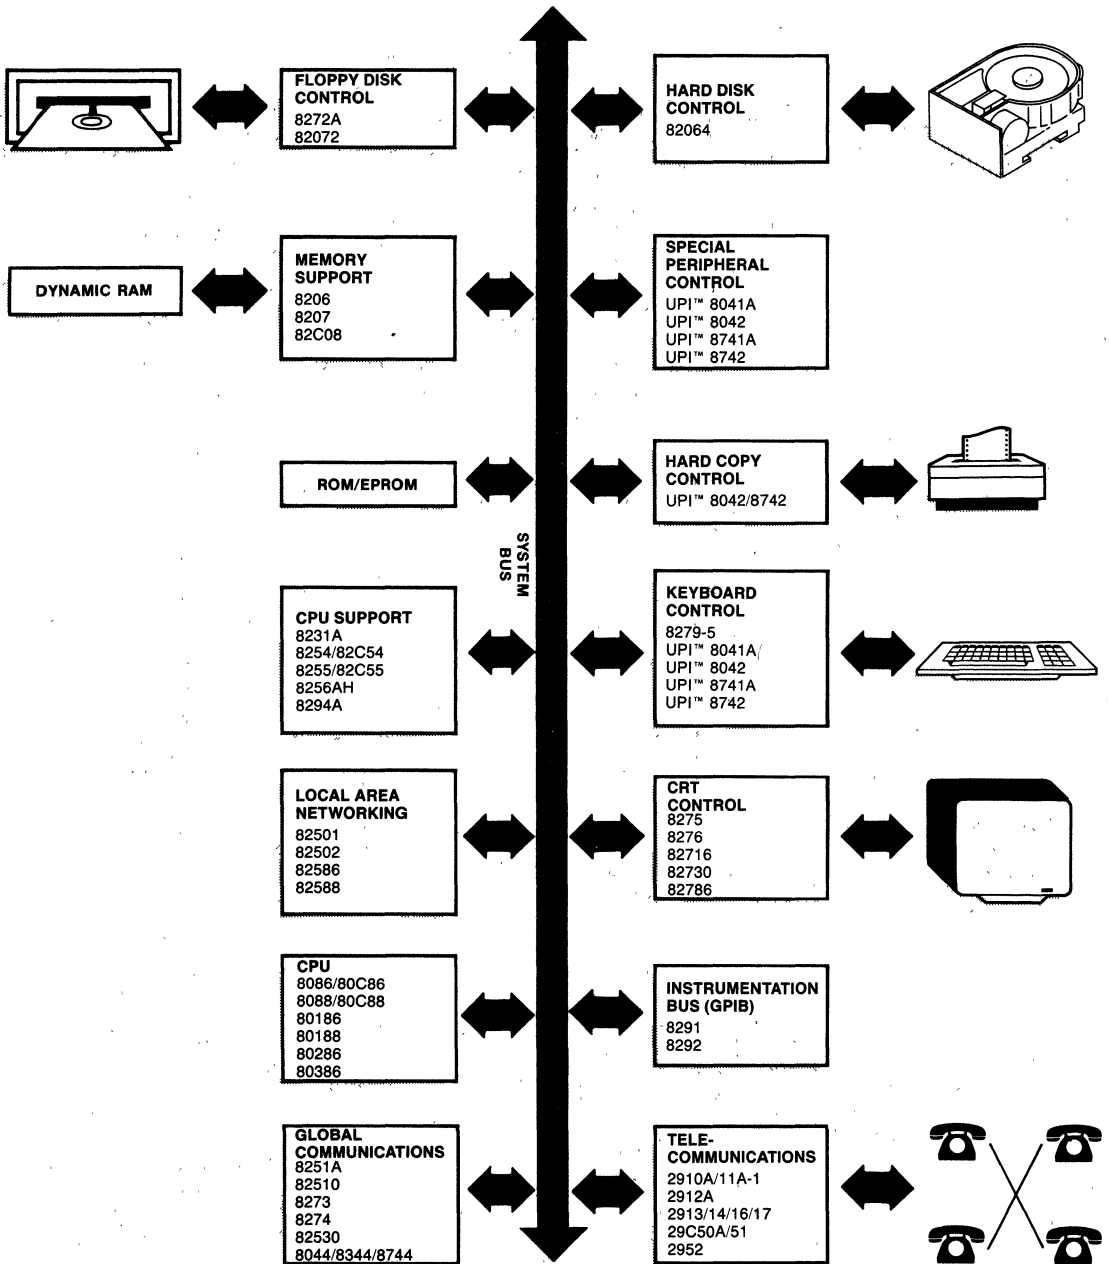 FLOPPY DISK
CONTROL
8272A
82072
HARD DISK
CONTROL
82064
DYNAMIC RAM
MEMORY
SUPPORT
8206
8207
82C08
SPECIAL
PERIPHERAL
CONTROL
UPI™ 8041A
UPI™ 8042
UPI™ 8741A
UPI™ 8742
ROM/EPROM
HARD COPY
CONTROL
UPI™ 8042/8742
SYSTEM
BUS
CPU SUPPORT
8231A
8254/82C54
8255/82C55
8256AH
8294A
KEYBOARD
CONTROL
8279-5
UPI™ 8041A
UPI™ 8042
UPI™ 8741A
UPI™ 8742
LOCAL AREA
NETWORKING
82501
82502
82586
82588
CRT
CONTROL
8275
8276
82716
82730
82786
CPU
8086/80C86
8088/80C88
80186
80188
80286
80386
INSTRUMENTATION
BUS (GPIB)
8291
8292
GLOBAL
COMMUNICATIONS
8251A
82510
8273
8274
82530
8044/8344/8744
TELE-
COMMUNICATIONS
2910A/11A-1
2912A
2913/14/16/17
29C50A/51
2952